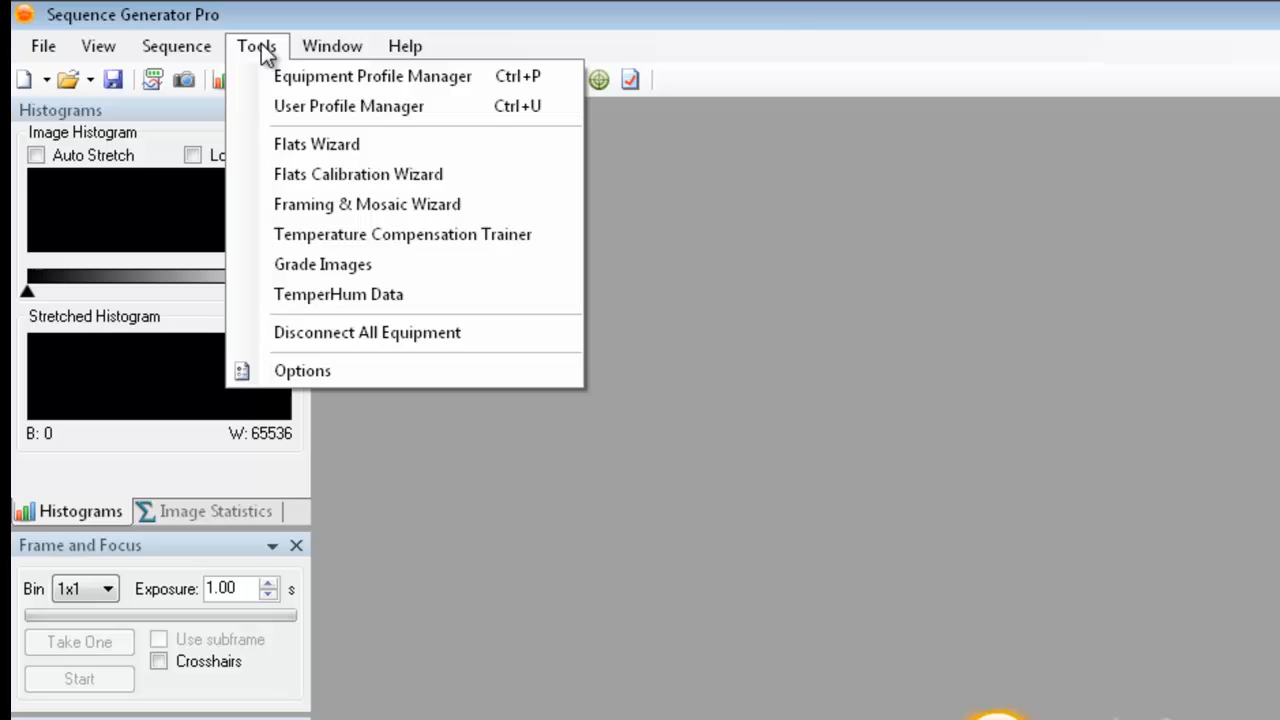 Sequence Generator Pro
File View Sequence Tools Window Help
Equipment Profile Manager Ctrl+P
User Profile Manager Ctrl+U
Flats Wizard
Flats Calibration Wizard
Framing & Mosaic Wizard
Temperature Compensation Trainer
Grade Images
TemperHum Data
Disconnect All Equipment
Options
Histograms
Image Histogram
Auto Stretch Lo
Stretched Histogram
B: 0 W: 65536
Histograms Image Statistics
Frame and Focus
Bin 1x1 Exposure: 1.00 s
Take One Use subframe
Crosshairs
Start